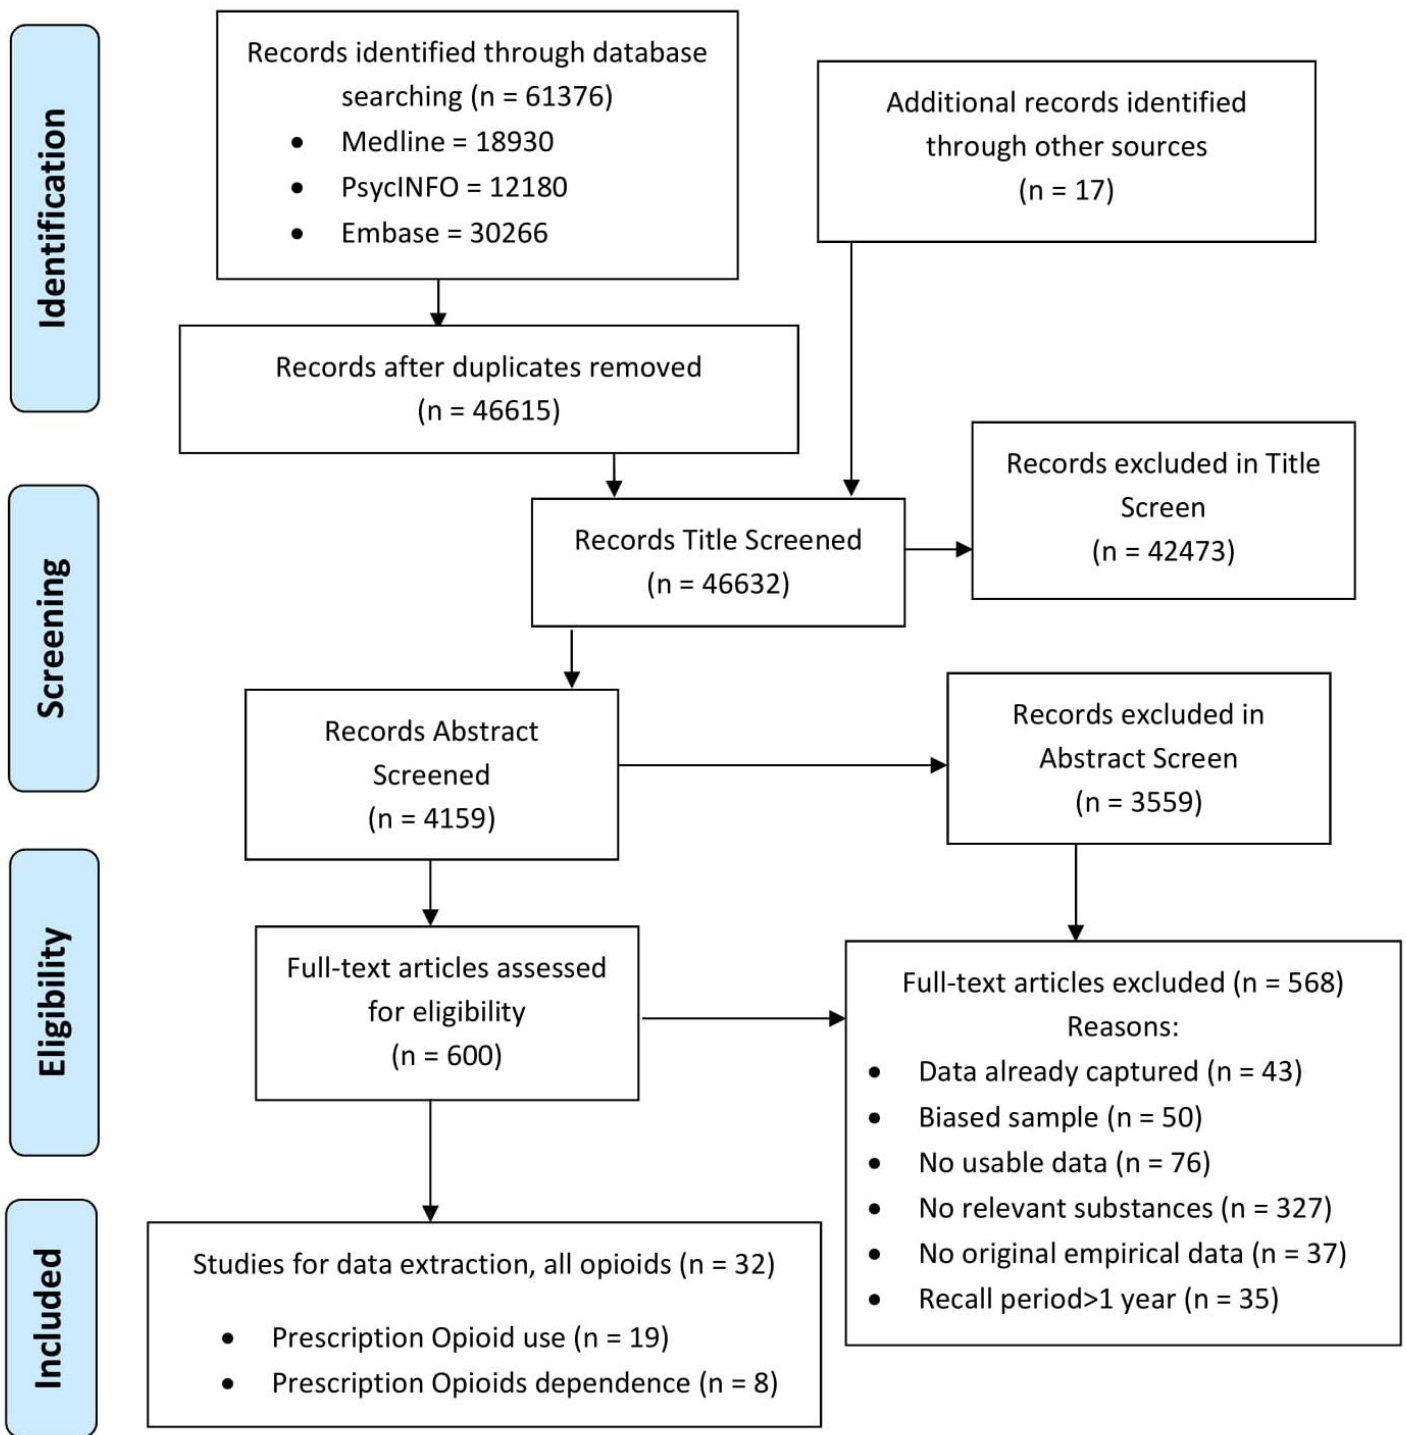 Identification
Records identified through database
searching (n = 61376)
• Medline = 18930
• PsycINFO = 12180
• Embase = 30266
Additional records identified
through other sources
(n = 17)
Records after duplicates removed
(n = 46615)
Screening
Records Title Screened
(n = 46632)
Records excluded in Title
Screen
(n = 42473)
Records Abstract
Screened
(n = 4159)
Records excluded in
Abstract Screen
(n = 3559)
Eligibility
Full-text articles assessed
for eligibility
(n = 600)
Full-text articles excluded (n = 568)
Reasons:
• Data already captured (n = 43)
• Biased sample (n = 50)
• No usable data (n = 76)
• No relevant substances (n = 327)
• No original empirical data (n = 37)
• Recall period>1 year (n = 35)
Included
Studies for data extraction, all opioids (n = 32)
• Prescription Opioid use (n = 19)
• Prescription Opioids dependence (n = 8)